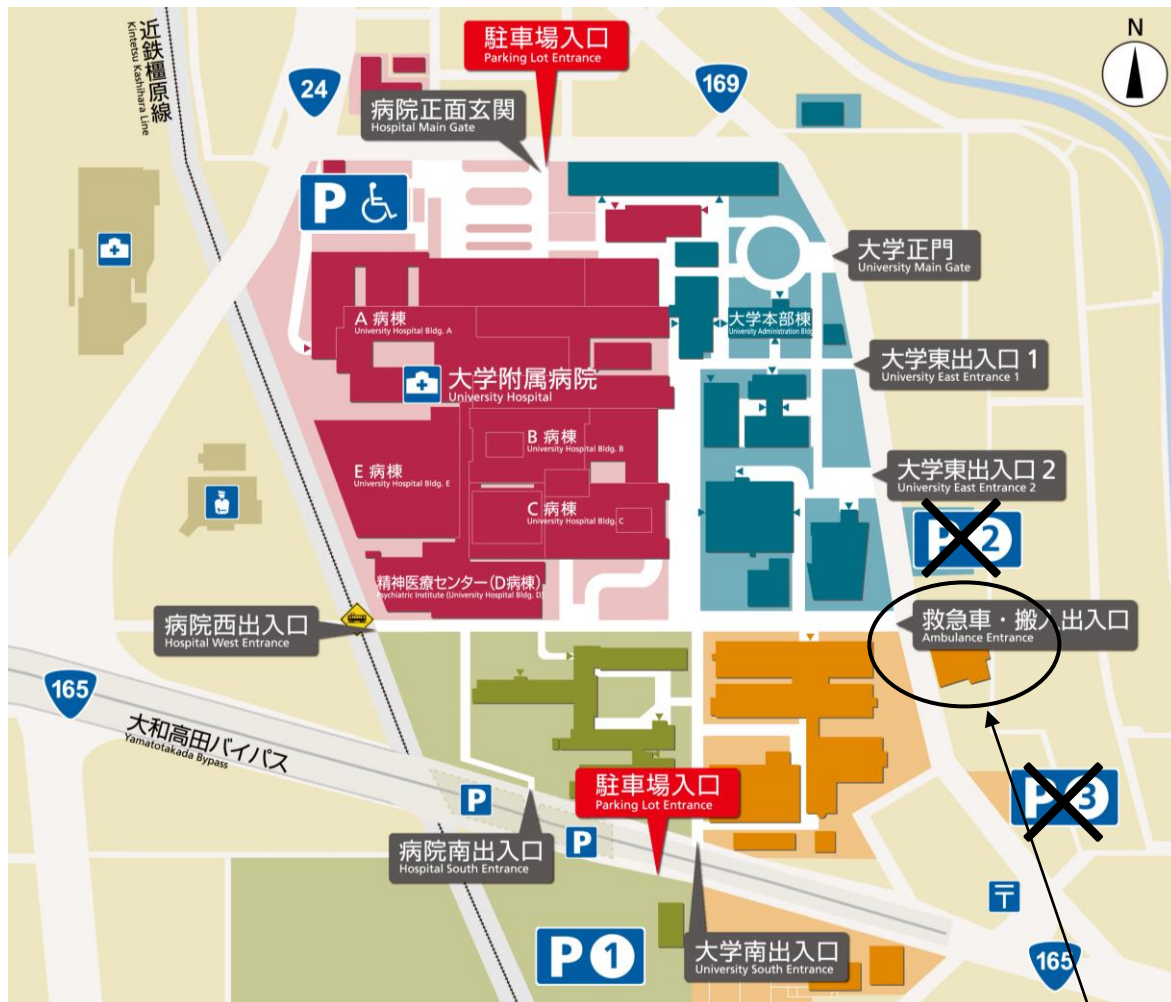 近鉄橿原線
Kintetsu Kashihara Line
24
駐車場入口
Parking Lot Entrance
病院正面玄関
Hospital Main Gate
169
N
P
大学正門
University Main Gate
A 病棟
University Hospital Bldg. A
大学本部棟
University Administration Bldg.
大学附属病院
University Hospital
大学東出入口 1
University East Entrance 1
B 病棟
University Hospital Bldg. B
E 病棟
University Hospital Bldg. E
C 病棟
University Hospital Bldg. C
大学東出入口 2
University East Entrance 2
P 2
精神医療センター(D病棟)
Psychiatric Institute (University Hospital Bldg. D)
病院西出入口
Hospital West Entrance
救急車・搬入出入口
Ambulance Entrance
165
大和高田バイパス
Yamatotakada Bypass
駐車場入口
Parking Lot Entrance
P 3
P
P
病院南出入口
Hospital South Entrance
〒
P 1
大学南出入口
University South Entrance
165